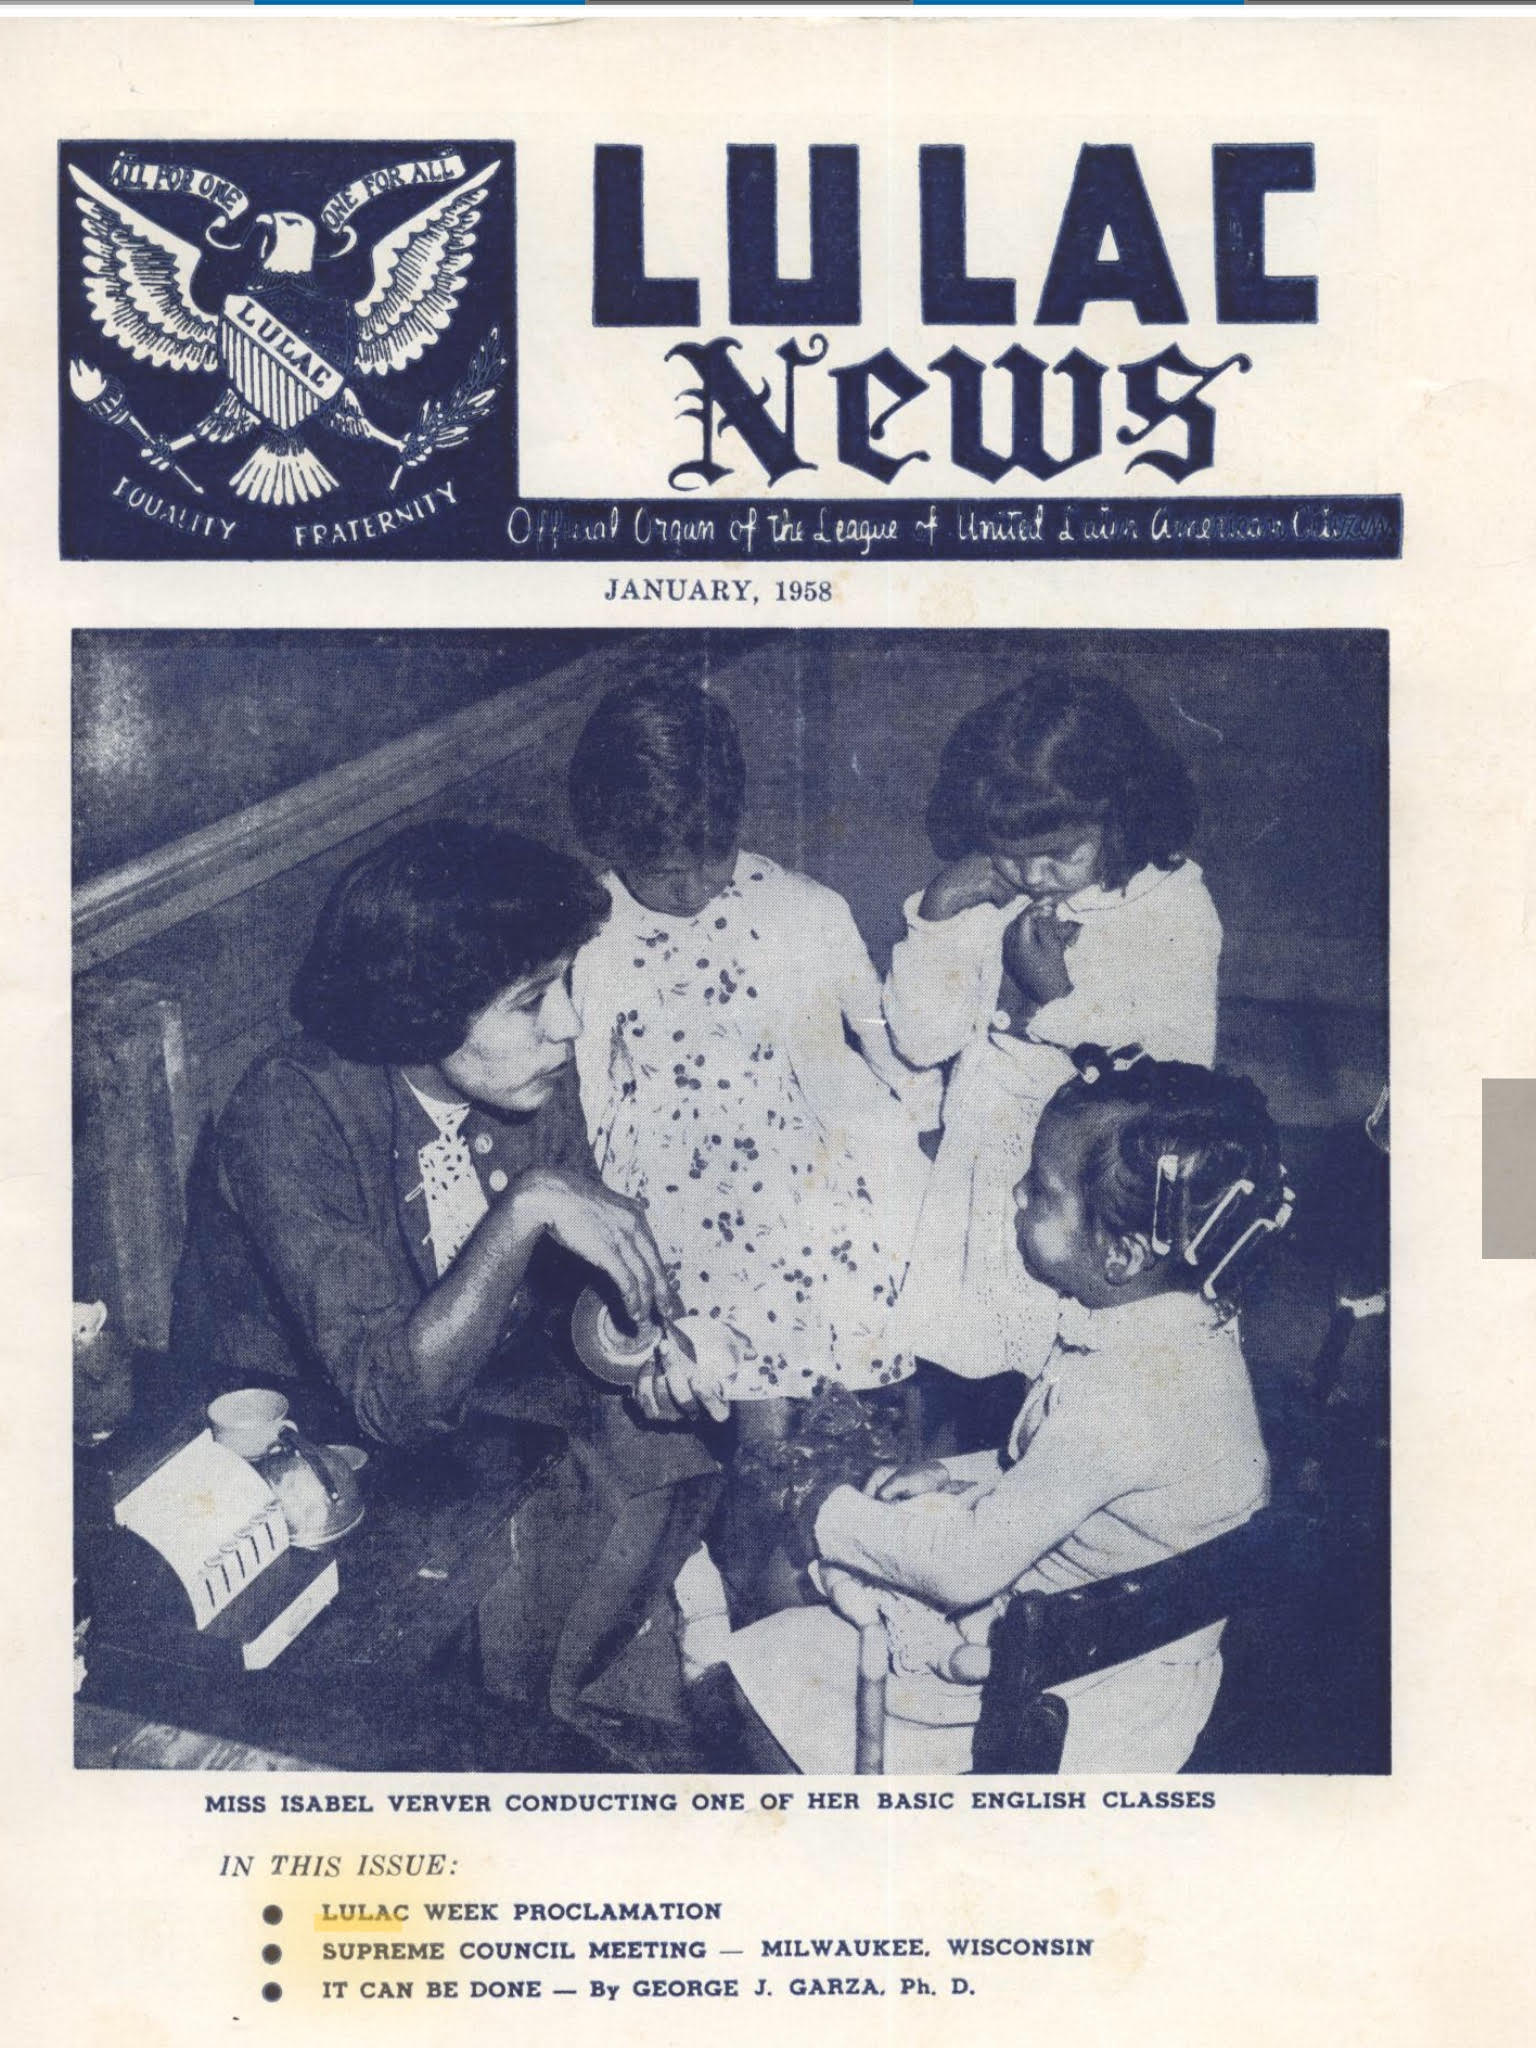 ALL FOR ONE
ONE FOR ALL
LULAC
EQUALITY
FRATERNITY
LULAC
News
Official Organ of the League of United Latin American Citizens
JANUARY, 1958
MISS ISABEL VERVER CONDUCTING ONE OF HER BASIC ENGLISH CLASSES
IN THIS ISSUE:
● LULAC WEEK PROCLAMATION
● SUPREME COUNCIL MEETING — MILWAUKEE, WISCONSIN
● IT CAN BE DONE — By GEORGE J. GARZA, Ph. D.